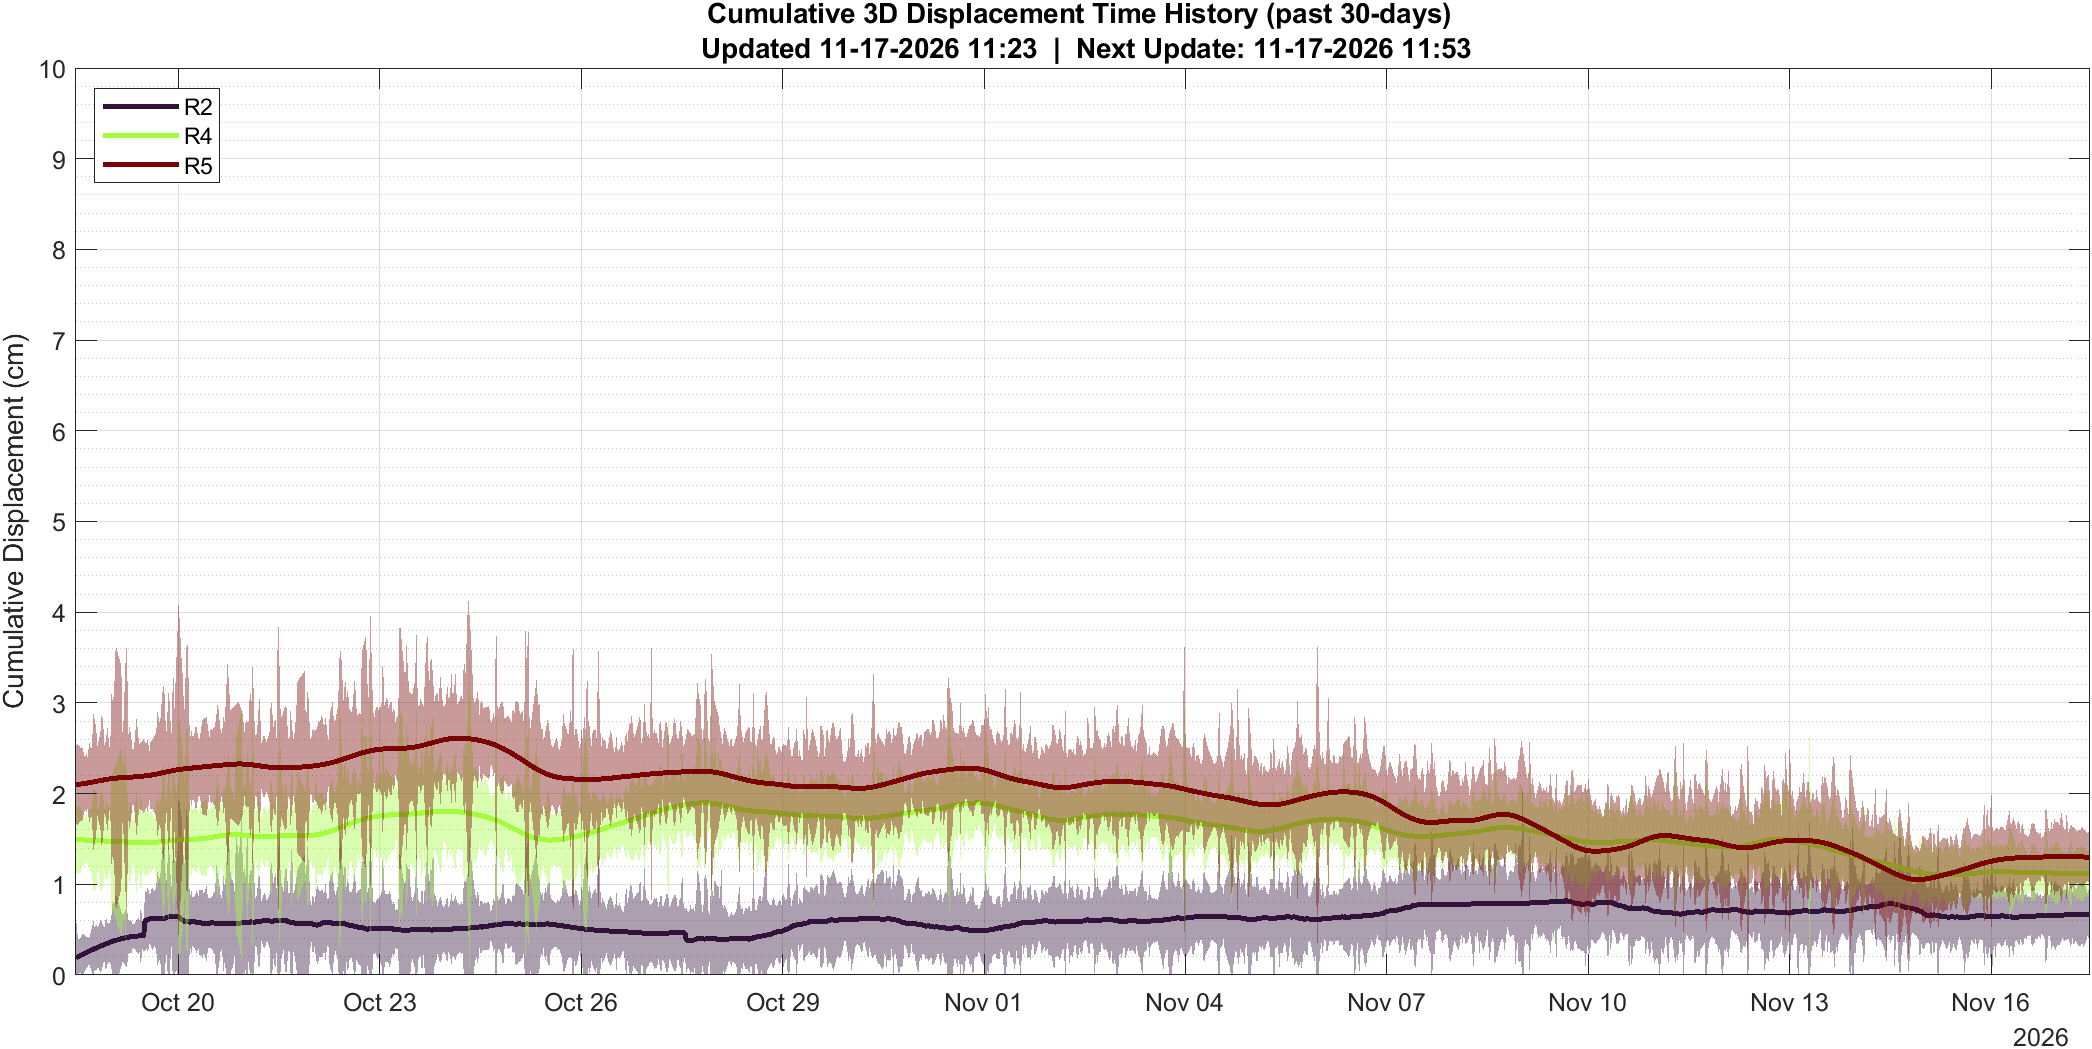 Cumulative 3D Displacement Time History (past 30-days)
Updated 11-17-2026 11:23 | Next Update: 11-17-2026 11:53
R2
R4
R5
Cumulative Displacement (cm)
10
9
8
7
6
5
4
3
2
1
0
Oct 20 Oct 23 Oct 26 Oct 29 Nov 01 Nov 04 Nov 07 Nov 10 Nov 13 Nov 16
2026